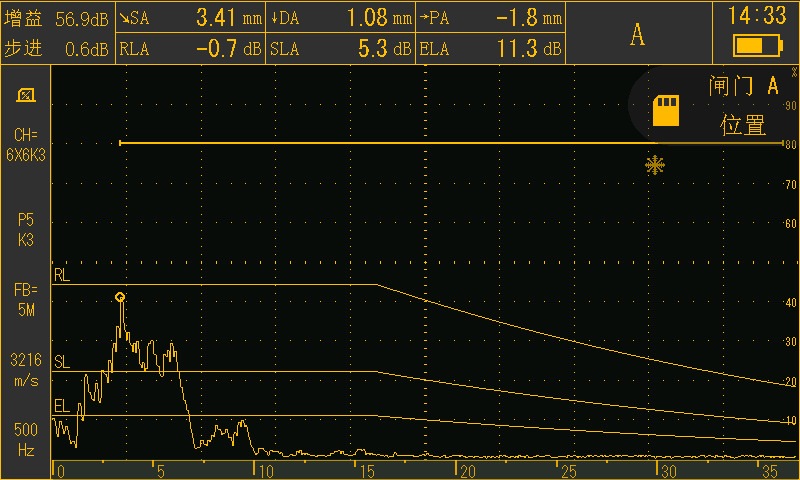 增益 56.9dB ↘SA 3.41 mm ↓DA 1.08 mm →PA -1.8 mm A 14:33
步进 0.6dB RLA -0.7 dB SLA 5.3 dB ELA 11.3 dB
闸门 A
位置
CH=
6X6K3
P5
K3
FB=
5M
3216
m/s
500
Hz
RL
SL
EL
%
90
80
70
60
40
30
20
10
0 5 10 15 20 25 30 35